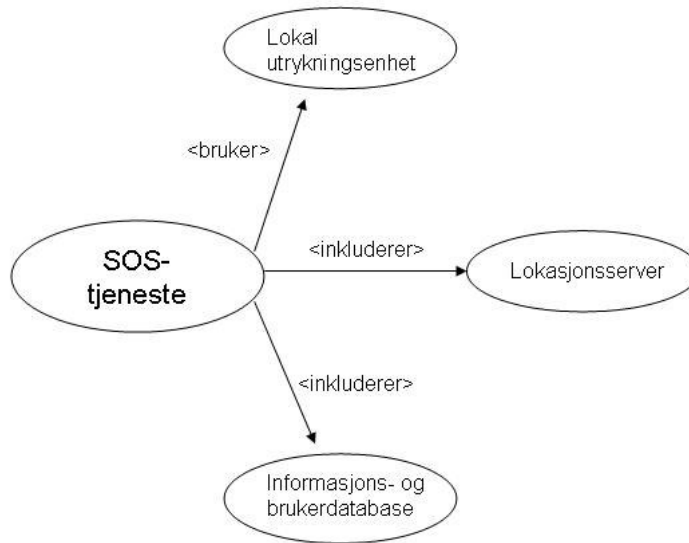 Lokal
utrykningsenhet
<bruker>
<inkluderer>
SOS-
tjeneste
Lokasjonsserver
<inkluderer>
Informasjons- og
brukerdatabase